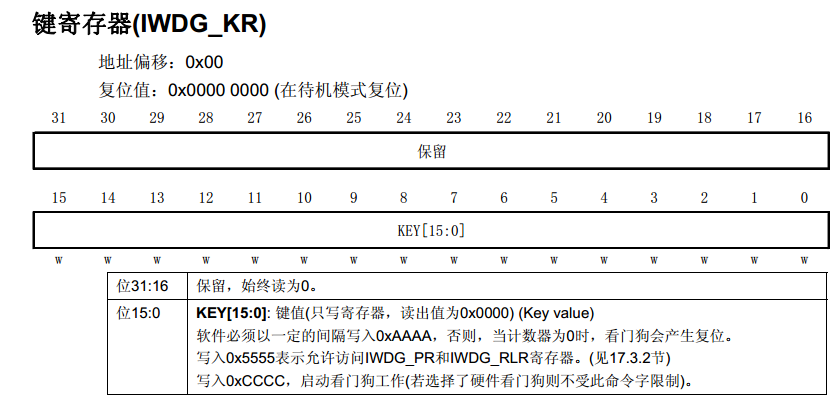 键寄存器(IWDG_KR)
地址偏移：0x00
复位值：0x0000 0000 (在待机模式复位)
31 30 29 28 27 26 25 24 23 22 21 20 19 18 17 16
保留
15 14 13 12 11 10 9 8 7 6 5 4 3 2 1 0
KEY[15:0]
w w w w w w w w w w w w w w w w
位31:16 保留，始终读为0。
位15:0 KEY[15:0]: 键值(只写寄存器，读出值为0x0000) (Key value)
软件必须以一定的间隔写入0xAAAA，否则，当计数器为0时，看门狗会产生复位。
写入0x5555表示允许访问IWDG_PR和IWDG_RLR寄存器。(见17.3.2节)
写入0xCCCC，启动看门狗工作(若选择了硬件看门狗则不受此命令字限制)。